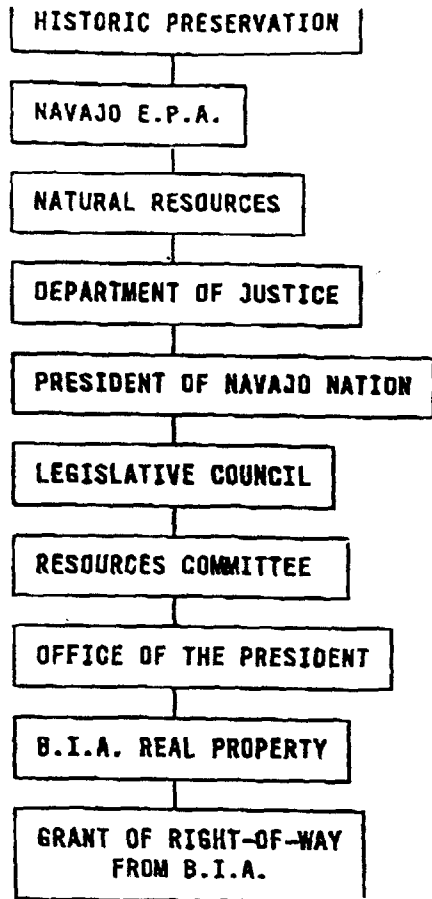 HISTORIC PRESERVATION
NAVAJO E.P.A.
NATURAL RESOURCES
DEPARTMENT OF JUSTICE
PRESIDENT OF NAVAJO NATION
LEGISLATIVE COUNCIL
RESOURCES COMMITTEE
OFFICE OF THE PRESIDENT
B.I.A. REAL PROPERTY
GRANT OF RIGHT-OF-WAY
FROM B.I.A.